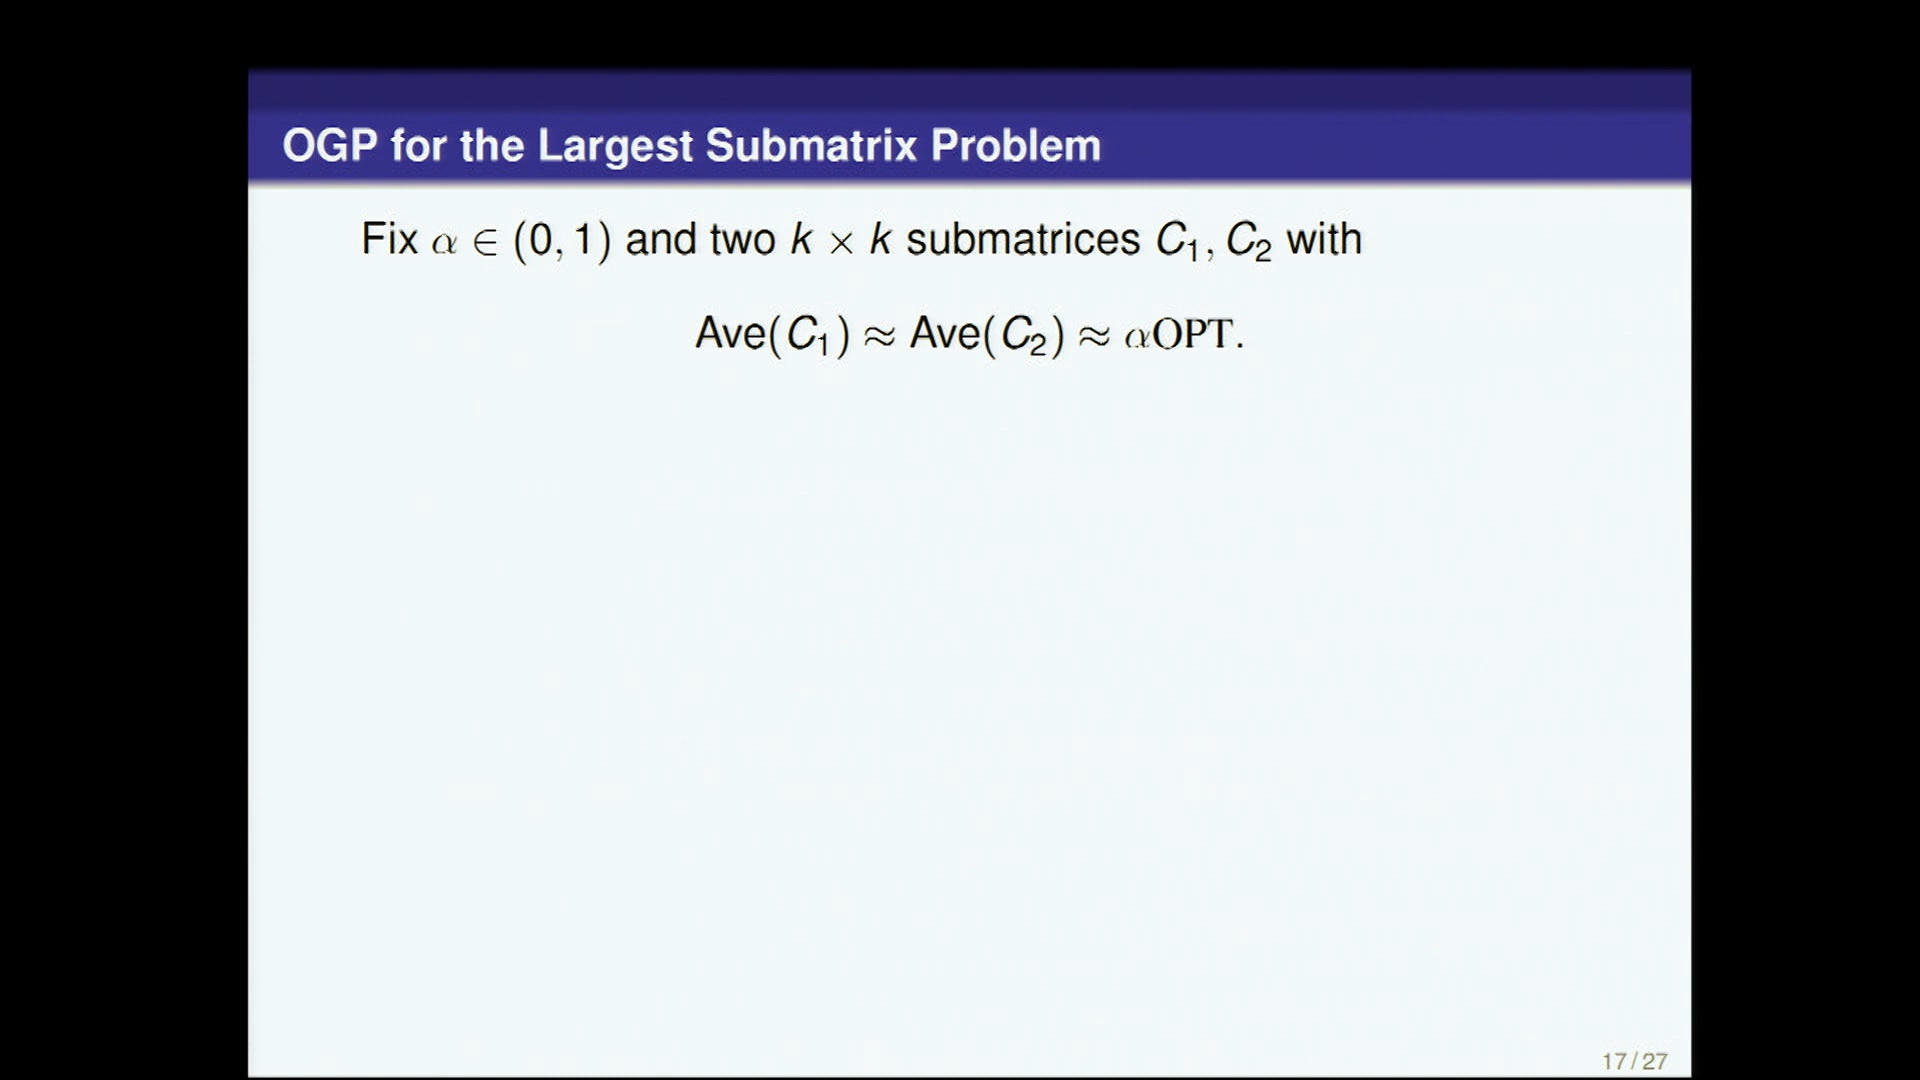 OGP for the Largest Submatrix Problem
Fix α ∈ (0, 1) and two k × k submatrices C₁, C₂ with
Ave(C₁) ≈ Ave(C₂) ≈ αOPT.
17 / 27